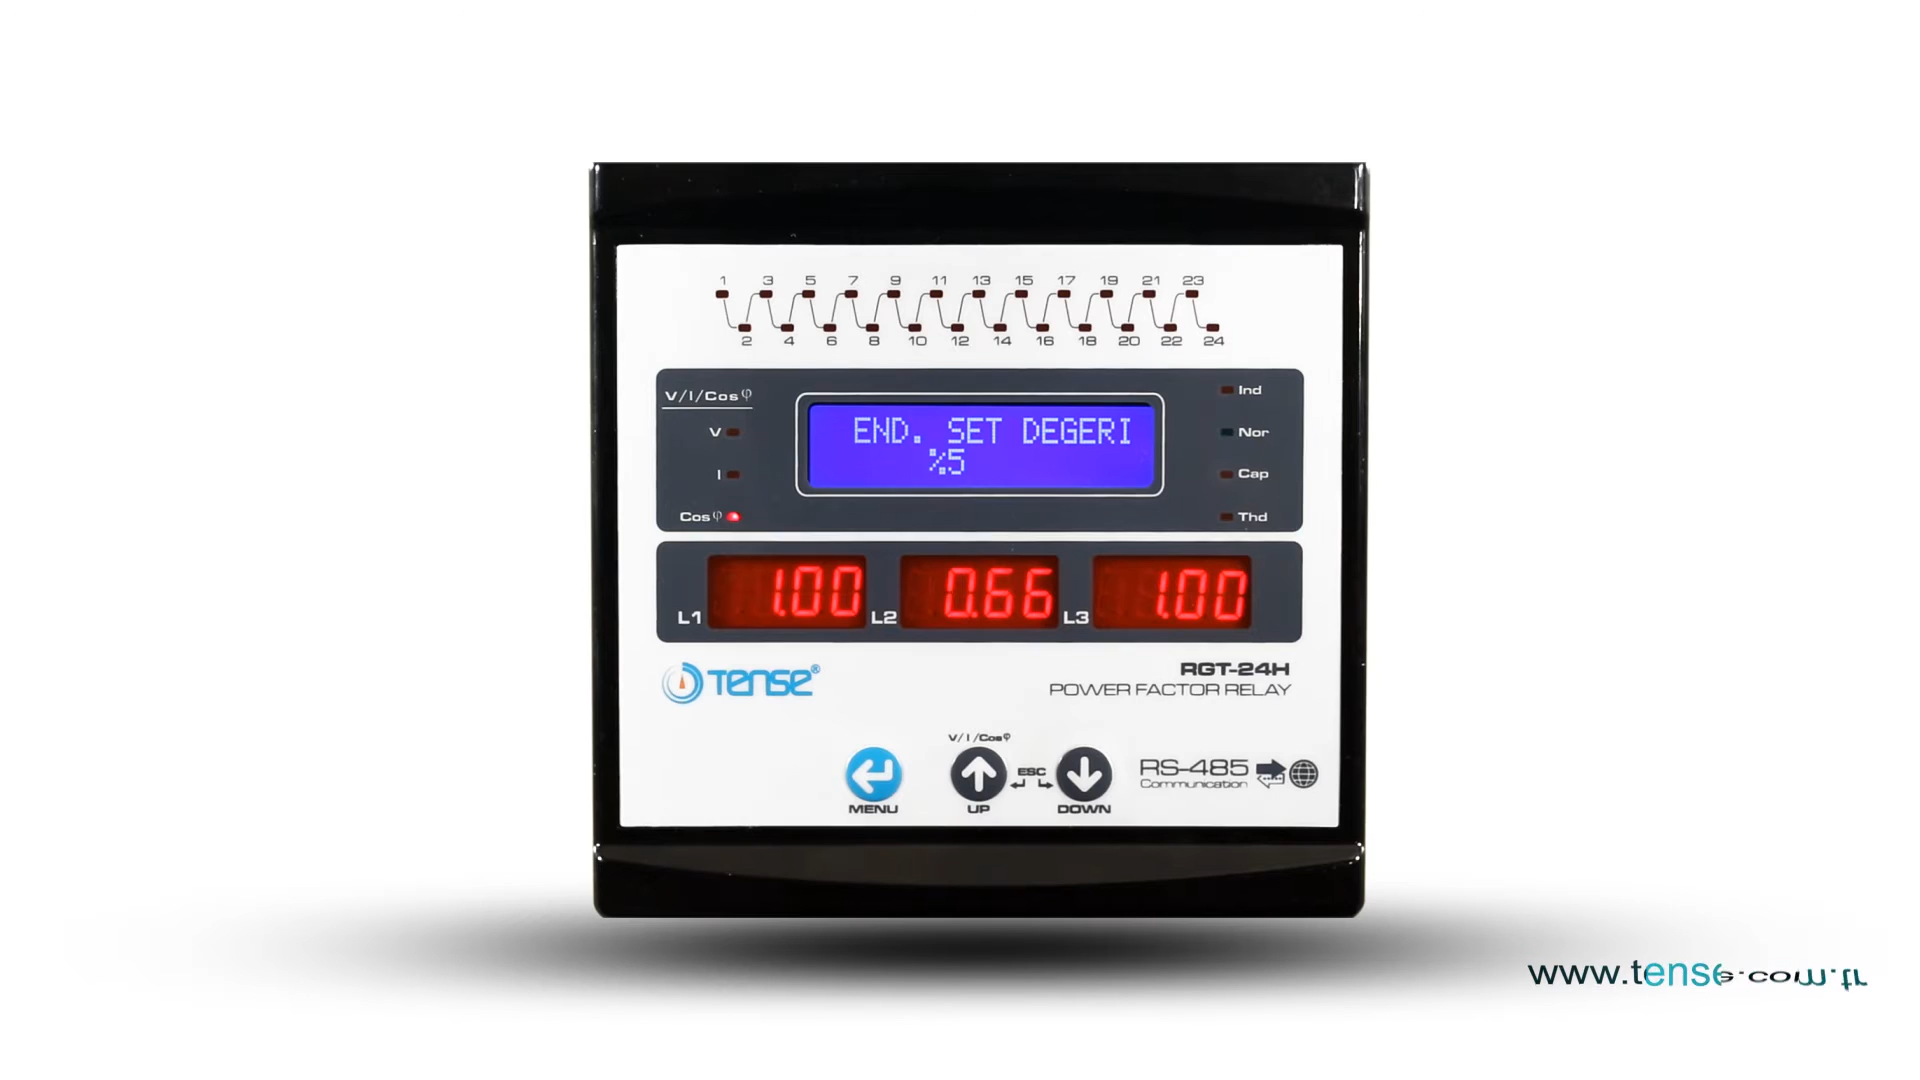 1 3 5 7 9 11 13 15 17 19 21 23
2 4 6 8 10 12 14 16 18 20 22 24
V/I/Cosφ
V
I
Cosφ
END. SET DEGERI
%5
Ind
Nor
Cap
Thd
L1 1.00 L2 0.66 L3 1.00
TENSE®
RGT-24H
POWER FACTOR RELAY
V/I/Cosφ
MENU
UP
ESC
DOWN
RS-485
Communication
www.tense.com.tr